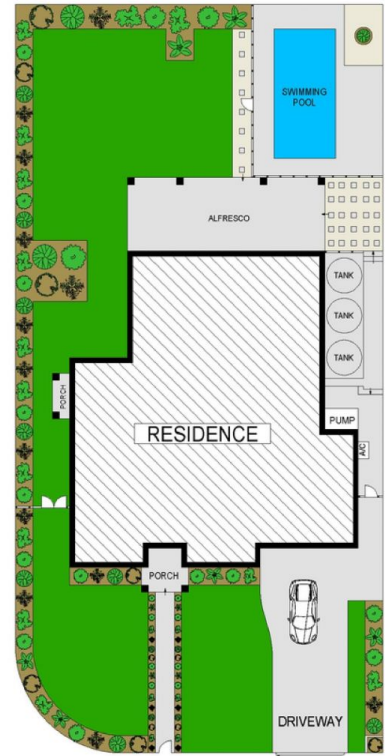 SWIMMING
POOL
ALFRESCO
TANK
TANK
TANK
PORCH
PUMP
RESIDENCE
A/C
PORCH
DRIVEWAY